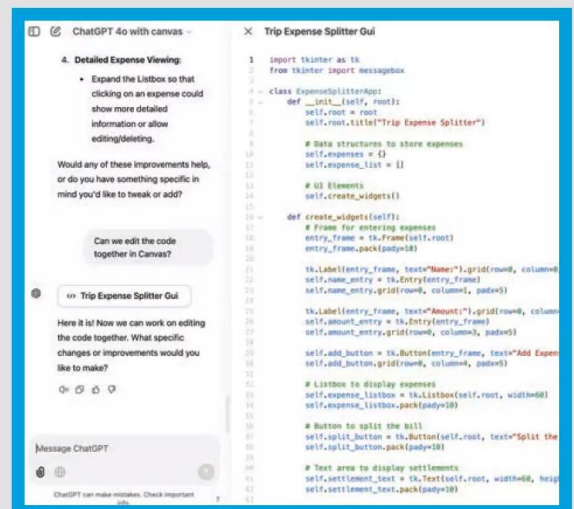 ChatGPT 4o with canvas
4. Detailed Expense Viewing:
• Expand the Listbox so that
clicking on an expense could
show more detailed
information or allow
editing/deleting.
Would any of these improvements help,
or do you have something specific in
mind you'd like to tweak or add?
Can we edit the code
together in Canvas?
Trip Expense Splitter Gui
Here it is! Now we can work on editing
the code together. What specific
changes or improvements would you
like to make?
Message ChatGPT
ChatGPT can make mistakes. Check important
info.
?
Trip Expense Splitter Gui
1 import tkinter as tk
2 from tkinter import messagebox
3
4 class ExpenseSplitterApp:
5 def __init__(self, root):
6 self.root = root
7 self.root.title("Trip Expense Splitter")
8
9 # Data structures to store expenses
10 self.expenses = {}
11 self.expense_list = []
12
13 # UI Elements
14 self.create_widgets()
15
16 def create_widgets(self):
17 # Frame for entering expenses
18 entry_frame = tk.Frame(self.root)
19 entry_frame.pack(pady=10)
20
21 tk.Label(entry_frame, text="Name:").grid(row=0, column=0,
22 self.name_entry = tk.Entry(entry_frame)
23 self.name_entry.grid(row=0, column=1, padx=5)
24
25 tk.Label(entry_frame, text="Amount:").grid(row=0, column
26 self.amount_entry = tk.Entry(entry_frame)
27 self.amount_entry.grid(row=0, column=3, padx=5)
28
29 self.add_button = tk.Button(entry_frame, text="Add Expen
30 self.add_button.grid(row=0, column=4, padx=5)
31
32 # Listbox to display expenses
33 self.expense_listbox = tk.Listbox(self.root, width=60)
34 self.expense_listbox.pack(pady=10)
35
36 # Button to split the bill
37 self.split_button = tk.Button(self.root, text="Split the
38 self.split_button.pack(pady=10)
39
40 # Text area to display settlements
41 self.settlement_text = tk.Text(self.root, width=60, heigh
42 self.settlement_text.pack(pady=10)